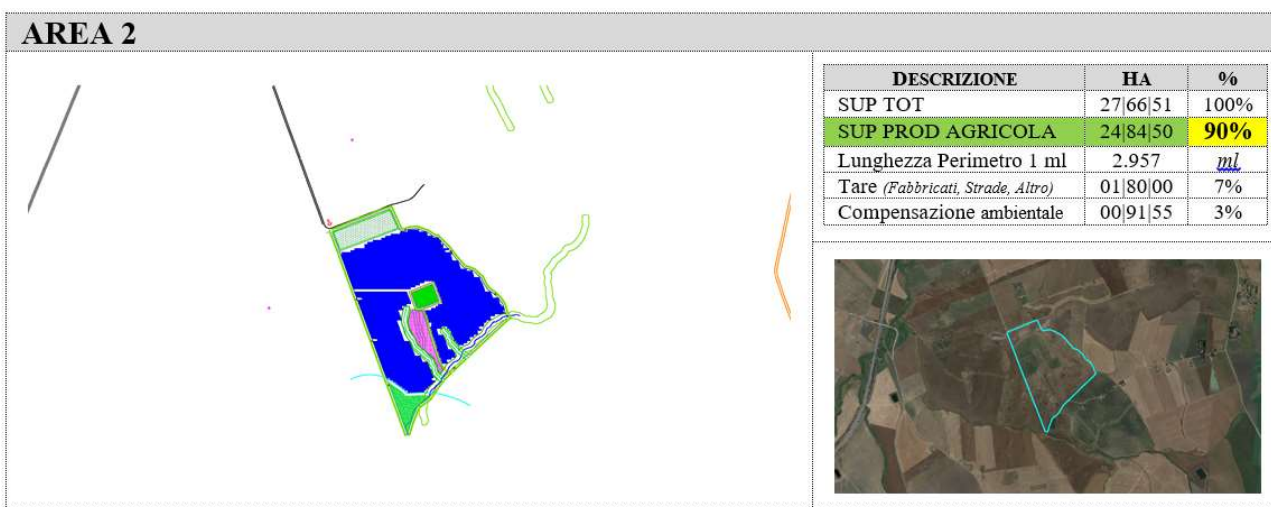 AREA 2
DESCRIZIONE HA %
SUP TOT 27|66|51 100%
SUP PROD AGRICOLA 24|84|50 90%
Lunghezza Perimetro 1 ml 2.957 ml
Tare (Fabbricati, Strade, Altro) 01|80|00 7%
Compensazione ambientale 00|91|55 3%